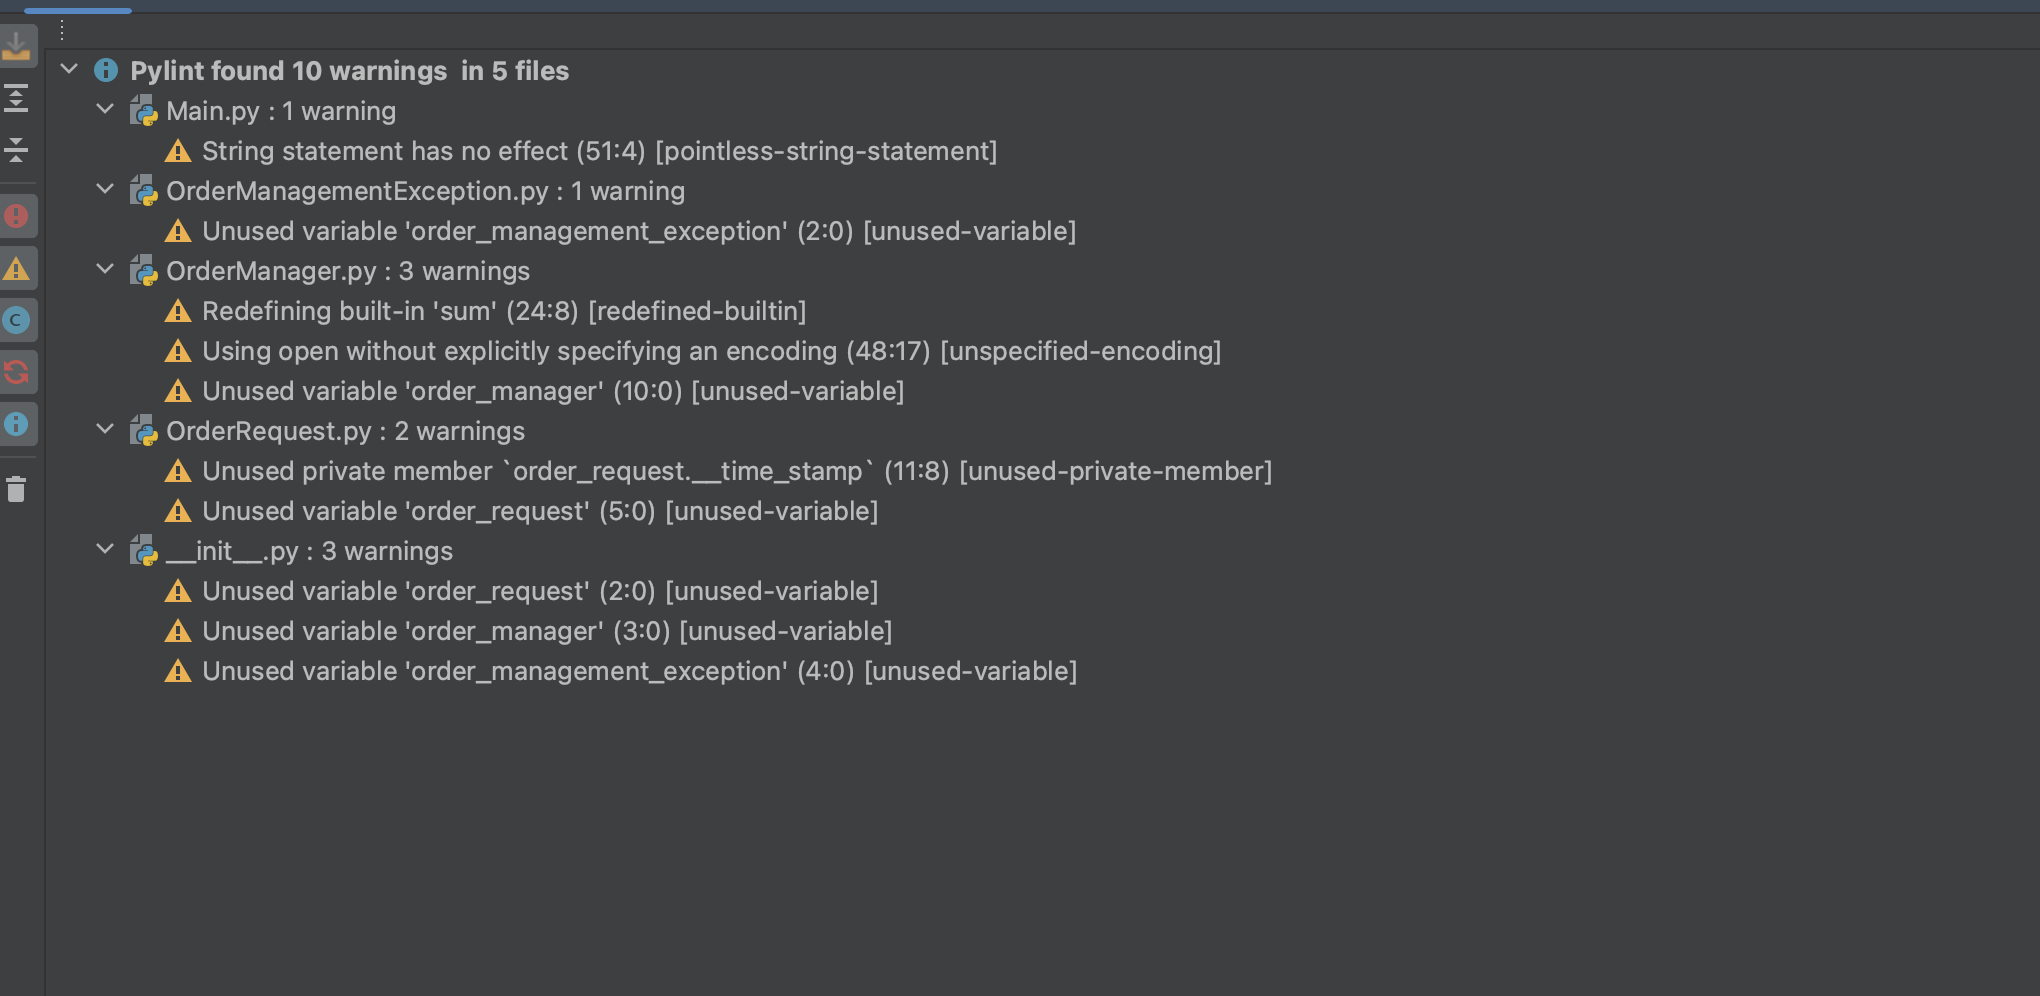 Pylint found 10 warnings  in 5 files
Main.py : 1 warning
String statement has no effect (51:4) [pointless-string-statement]
OrderManagementException.py : 1 warning
Unused variable 'order_management_exception' (2:0) [unused-variable]
OrderManager.py : 3 warnings
Redefining built-in 'sum' (24:8) [redefined-builtin]
Using open without explicitly specifying an encoding (48:17) [unspecified-encoding]
Unused variable 'order_manager' (10:0) [unused-variable]
OrderRequest.py : 2 warnings
Unused private member `order_request.__time_stamp` (11:8) [unused-private-member]
Unused variable 'order_request' (5:0) [unused-variable]
__init__.py : 3 warnings
Unused variable 'order_request' (2:0) [unused-variable]
Unused variable 'order_manager' (3:0) [unused-variable]
Unused variable 'order_management_exception' (4:0) [unused-variable]